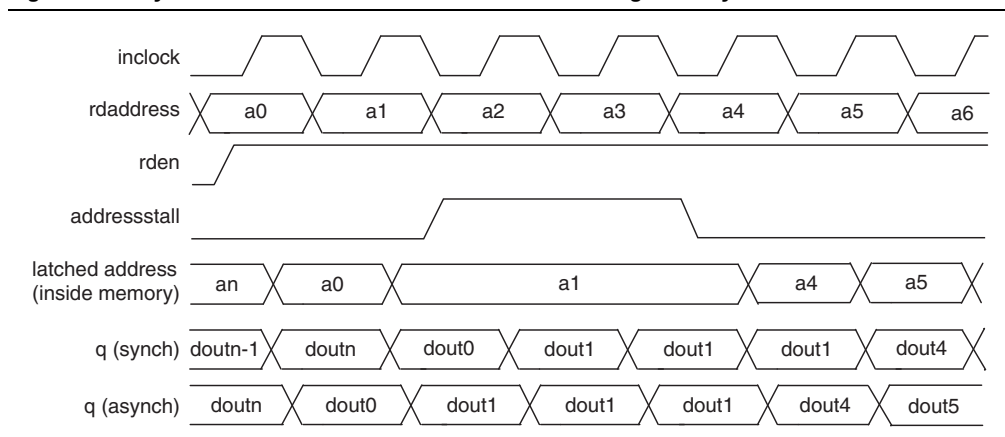 inclock
rdaddress a0 a1 a2 a3 a4 a5 a6
rden
addressstall
latched address
(inside memory) an a0 a1 a4 a5
q (synch) doutn-1 doutn dout0 dout1 dout1 dout1 dout4
q (asynch) doutn dout0 dout1 dout1 dout1 dout4 dout5